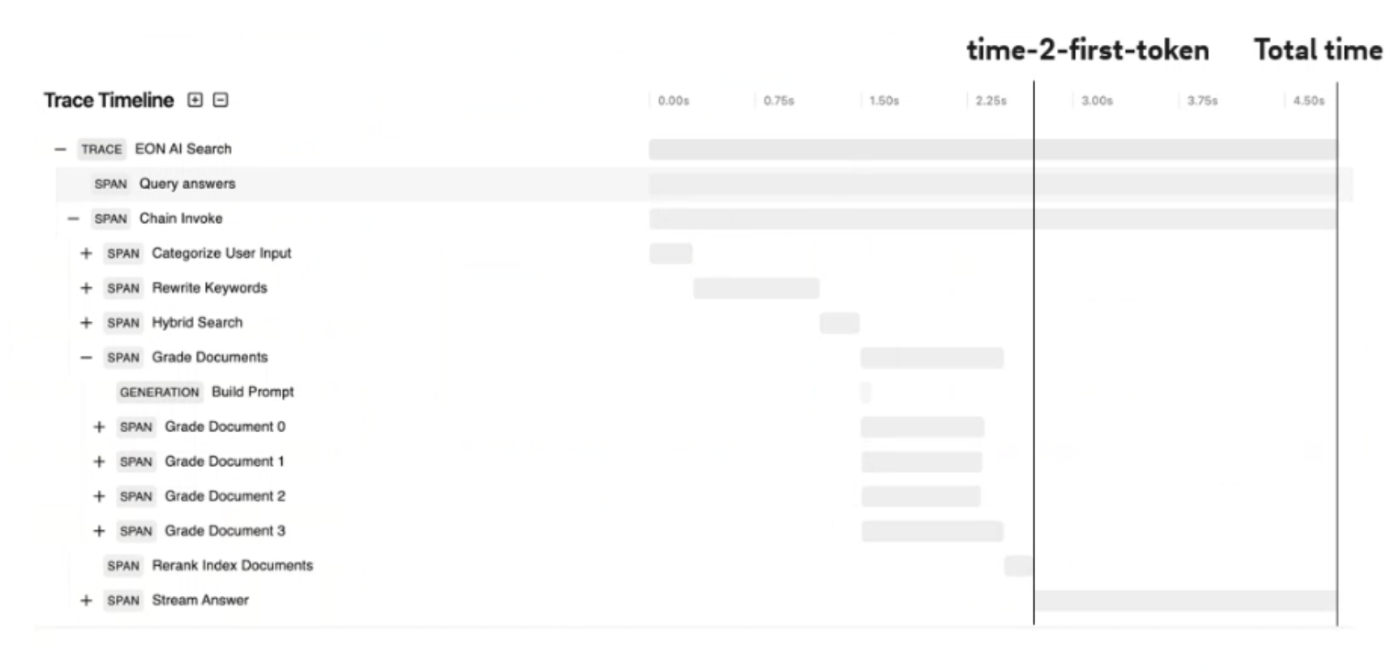 time-2-first-token Total time
Trace Timeline 0.00s 0.75s 1.50s 2.25s 3.00s 3.75s 4.50s
TRACE EON AI Search
SPAN Query answers
SPAN Chain Invoke
SPAN Categorize User Input
SPAN Rewrite Keywords
SPAN Hybrid Search
SPAN Grade Documents
GENERATION Build Prompt
SPAN Grade Document 0
SPAN Grade Document 1
SPAN Grade Document 2
SPAN Grade Document 3
SPAN Rerank Index Documents
SPAN Stream Answer